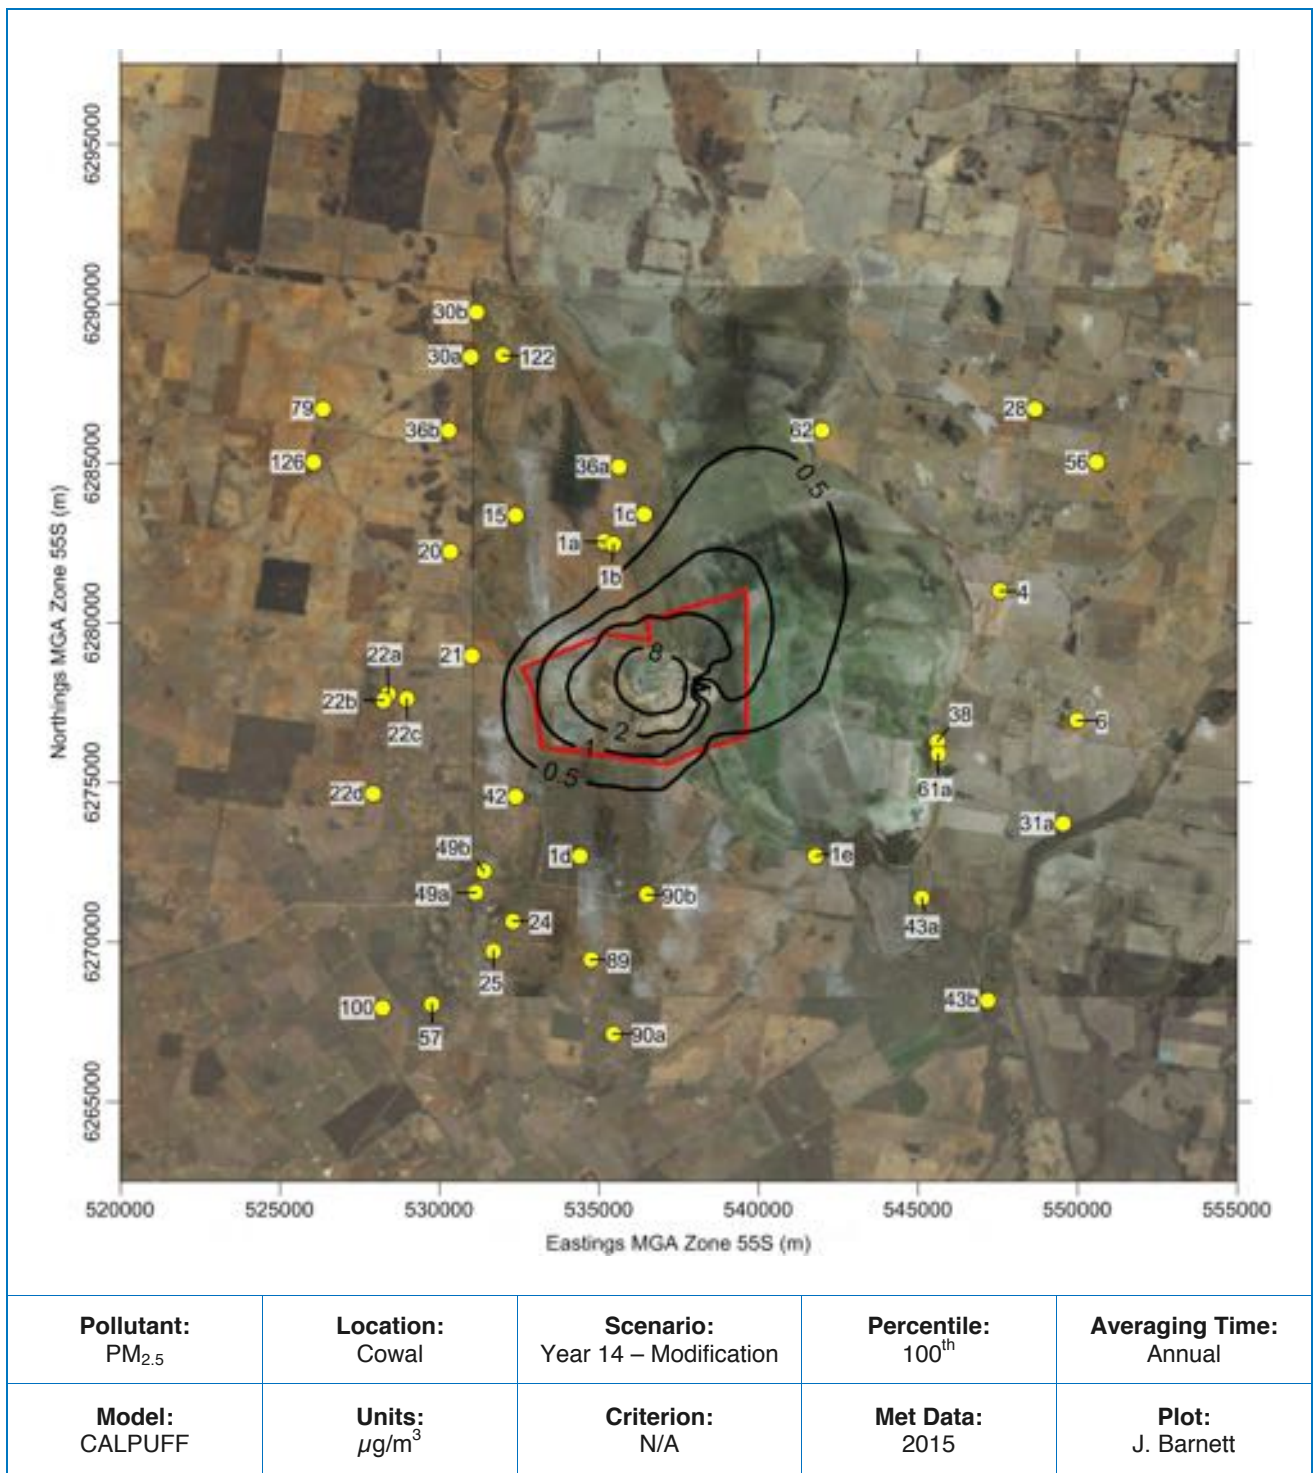 6295000
6290000
6285000
6280000
6275000
6270000
6265000
Northings MGA Zone 55S (m)
30b
30a
122
79
36b
62
28
126
36a
56
15
1c
0.5
20
1a
1b
4
21
8
22a
22b
22c
2
38
6
1
0.5
22d
42
61a
31a
49b
1d
1e
49a
90b
24
43a
89
25
100
43b
57
90a
520000 525000 530000 535000 540000 545000 550000 555000
Eastings MGA Zone 55S (m)
Pollutant:
PM2.5
Location:
Cowal
Scenario:
Year 14 – Modification
Percentile:
100th
Averaging Time:
Annual
Model:
CALPUFF
Units:
µg/m3
Criterion:
N/A
Met Data:
2015
Plot:
J. Barnett